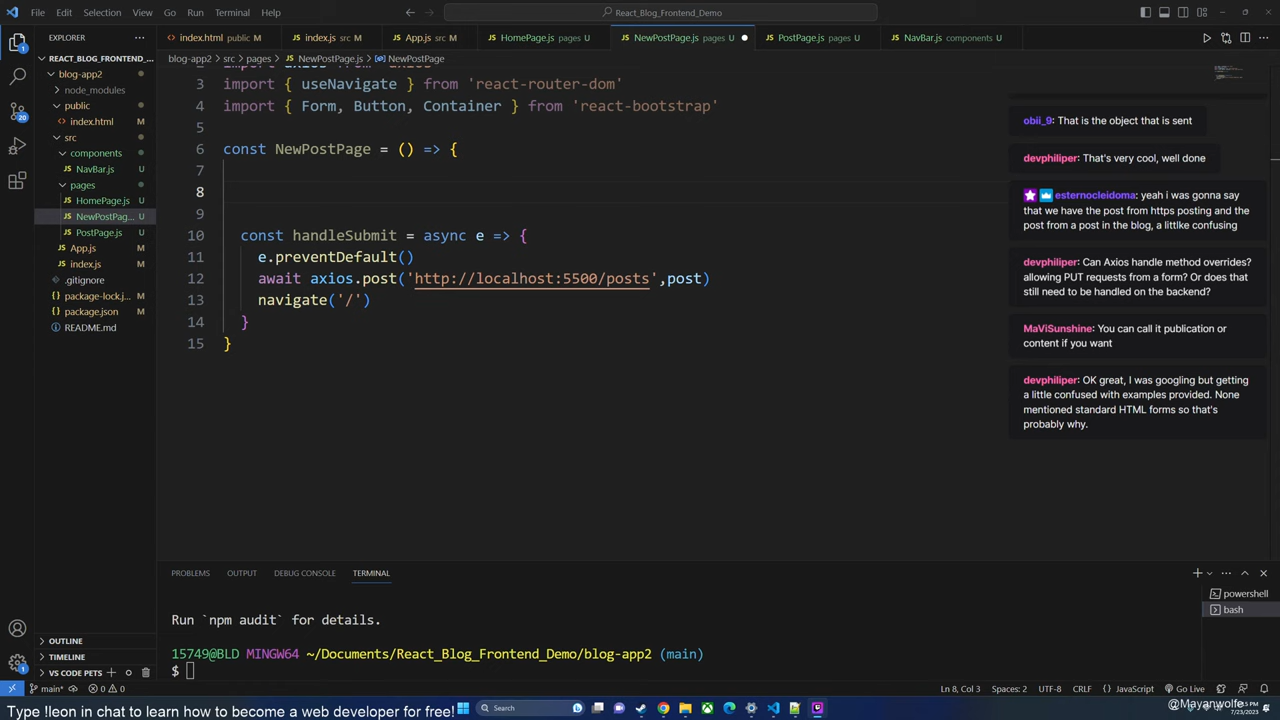 File Edit Selection View Go Run Terminal Help
React_Blog_Frontend_Demo
EXPLORER
REACT_BLOG_FRONTEND_...
blog-app2
node_modules
public
index.html M
src
components
NavBar.js U
pages
HomePage.js U
NewPostPag... U
PostPage.js U
App.js M
index.js M
.gitignore
package-lock.j... M
package.json M
README.md
OUTLINE
TIMELINE
VS CODE PETS
index.html public M
index.js src M
App.js src M
HomePage.js pages U
NewPostPage.js pages U
PostPage.js pages U
NavBar.js components U
blog-app2 > src > pages > NewPostPage.js > NewPostPage
3 import { useNavigate } from 'react-router-dom'
4 import { Form, Button, Container } from 'react-bootstrap'
5
6 const NewPostPage = () => {
7
8
9
10 const handleSubmit = async e => {
11 e.preventDefault()
12 await axios.post('http://localhost:5500/posts',post)
13 navigate('/')
14 }
15 }
obii_9: That is the object that is sent
devphiliper: That's very cool, well done
esternocleidoma: yeah i was gonna say
that we have the post from https posting and the
post from a post in the blog, a littlke confusing
devphiliper: Can Axios handle method overrides?
allowing PUT requests from a form? Or does that
still need to be handled on the backend?
MaViSunshine: You can call it publication or
content if you want
devphiliper: OK great, I was googling but getting
a little confused with examples provided. None
mentioned standard HTML forms so that's
probably why.
PROBLEMS OUTPUT DEBUG CONSOLE TERMINAL
powershell
bash
Run `npm audit` for details.
15749@BLD MINGW64 ~/Documents/React_Blog_Frontend_Demo/blog-app2 (main)
$
main* 0 0
Ln 8, Col 3 Spaces: 2 UTF-8 CRLF JavaScript Go Live
Type !leon in chat to learn how to become a web developer for free!
Search
@Mayanwolfe
7/23/2023